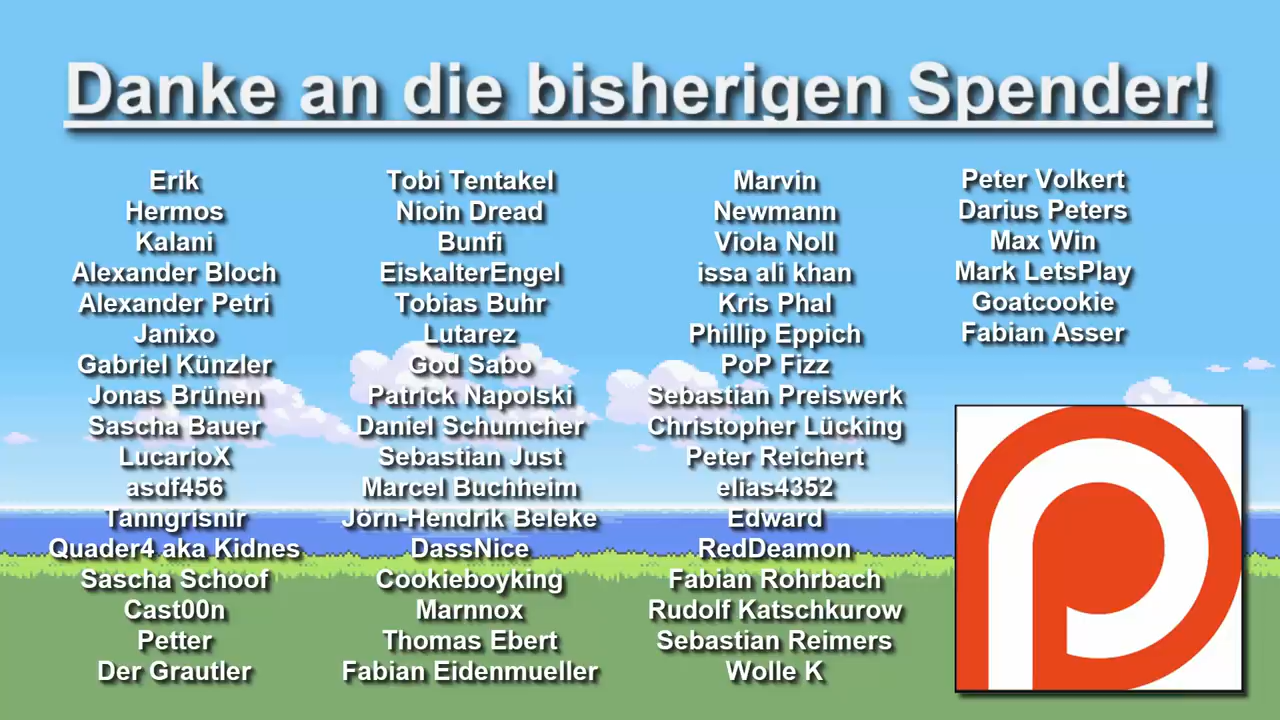 Danke an die bisherigen Spender!
Erik
Hermos
Kalani
Alexander Bloch
Alexander Petri
Janixo
Gabriel Künzler
Jonas Brünen
Sascha Bauer
LucarioX
asdf456
Tanngrisnir
Quader4 aka Kidnes
Sascha Schoof
Cast00n
Petter
Der Grautler
Tobi Tentakel
Nioin Dread
Bunfi
EiskalterEngel
Tobias Buhr
Lutarez
God Sabo
Patrick Napolski
Daniel Schumcher
Sebastian Just
Marcel Buchheim
Jörn-Hendrik Beleke
DassNice
Cookieboyking
Marnnox
Thomas Ebert
Fabian Eidenmueller
Marvin
Newmann
Viola Noll
issa ali khan
Kris Phal
Phillip Eppich
PoP Fizz
Sebastian Preiswerk
Christopher Lücking
Peter Reichert
elias4352
Edward
RedDeamon
Fabian Rohrbach
Rudolf Katschkurow
Sebastian Reimers
Wolle K
Peter Volkert
Darius Peters
Max Win
Mark LetsPlay
Goatcookie
Fabian Asser